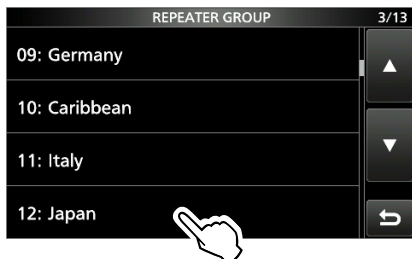 REPEATER GROUP 3/13
09: Germany
10: Caribbean
11: Italy
12: Japan